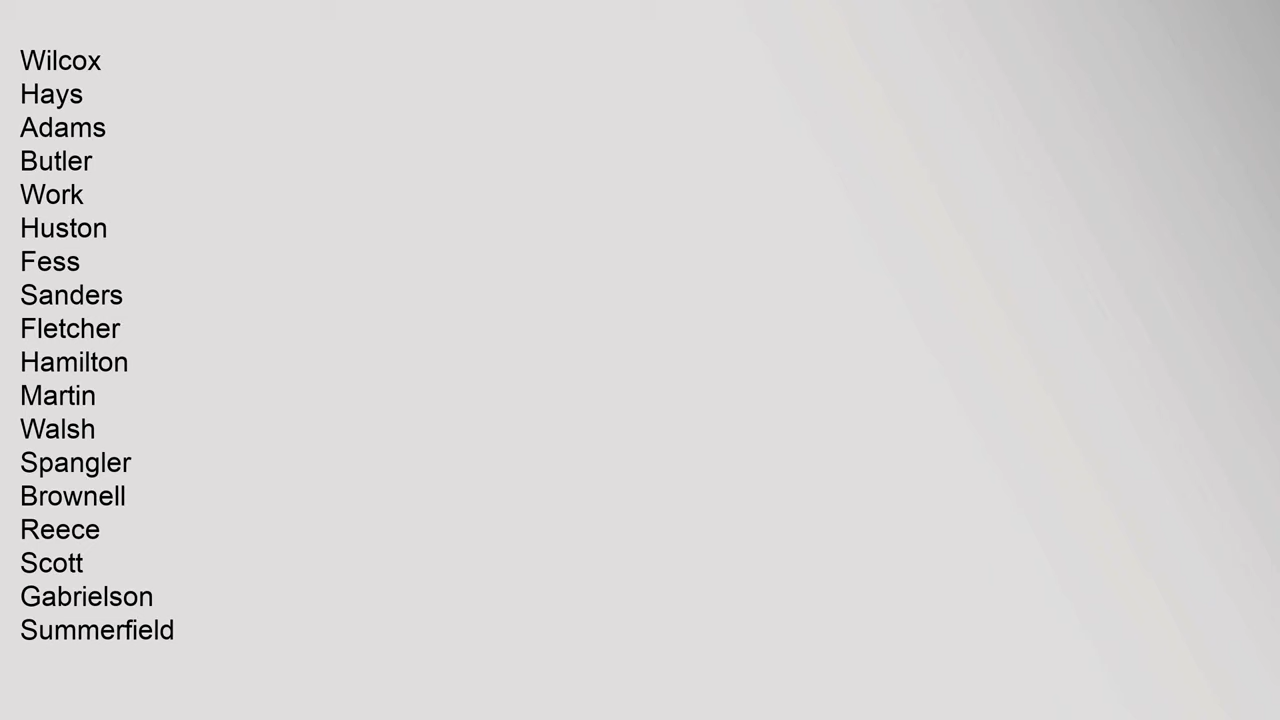 Wilcox
Hays
Adams
Butler
Work
Huston
Fess
Sanders
Fletcher
Hamilton
Martin
Walsh
Spangler
Brownell
Reece
Scott
Gabrielson
Summerfield